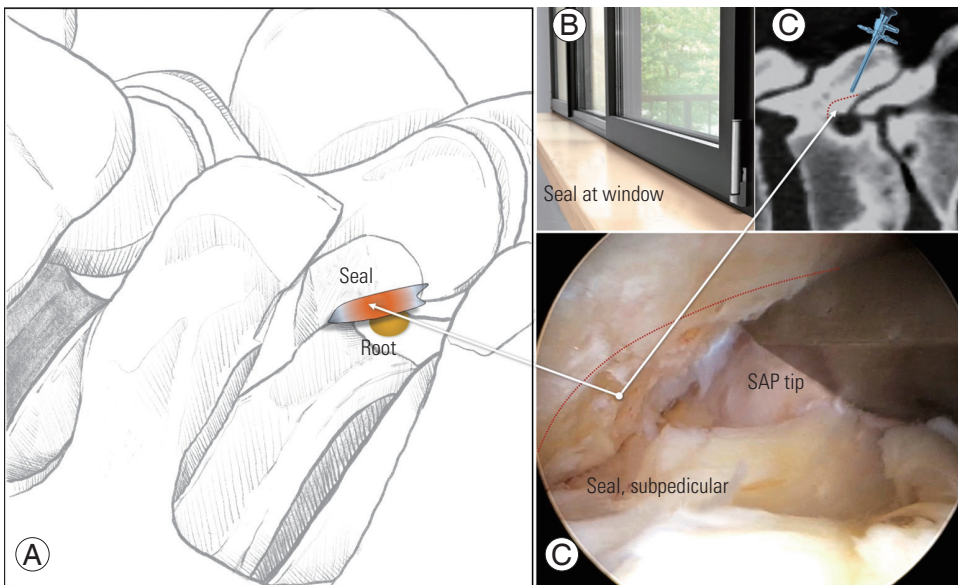 Seal
Root
A
B
Seal at window
C
SAP tip
Seal, subpedicular
C